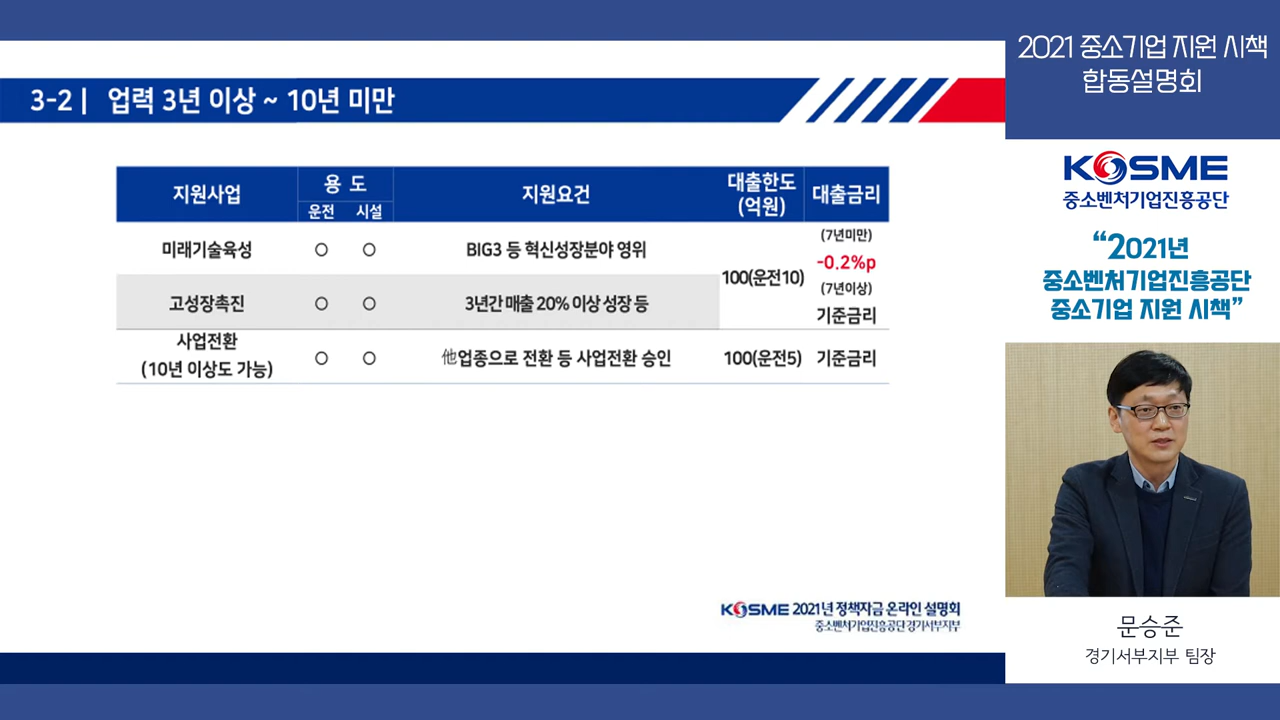 3-2 | 업력 3년 이상 ~ 10년 미만
지원사업
용 도
운전 시설
지원요건
대출한도
(억원)
대출금리
미래기술육성 ○ ○ BIG3 등 혁신성장분야 영위
고성장촉진 ○ ○ 3년간 매출 20% 이상 성장 등
100(운전10)
(7년미만)
-0.2%p
(7년이상)
기준금리
사업전환
(10년 이상도 가능)
○ ○ 他업종으로 전환 등 사업전환 승인 100(운전5) 기준금리
KOSME 2021년 정책자금 온라인 설명회
중소벤처기업진흥공단 경기서부지부
2021 중소기업 지원 시책
합동설명회
KOSME
중소벤처기업진흥공단
“2021년
중소벤처기업진흥공단
중소기업 지원 시책”
문승준
경기서부지부 팀장